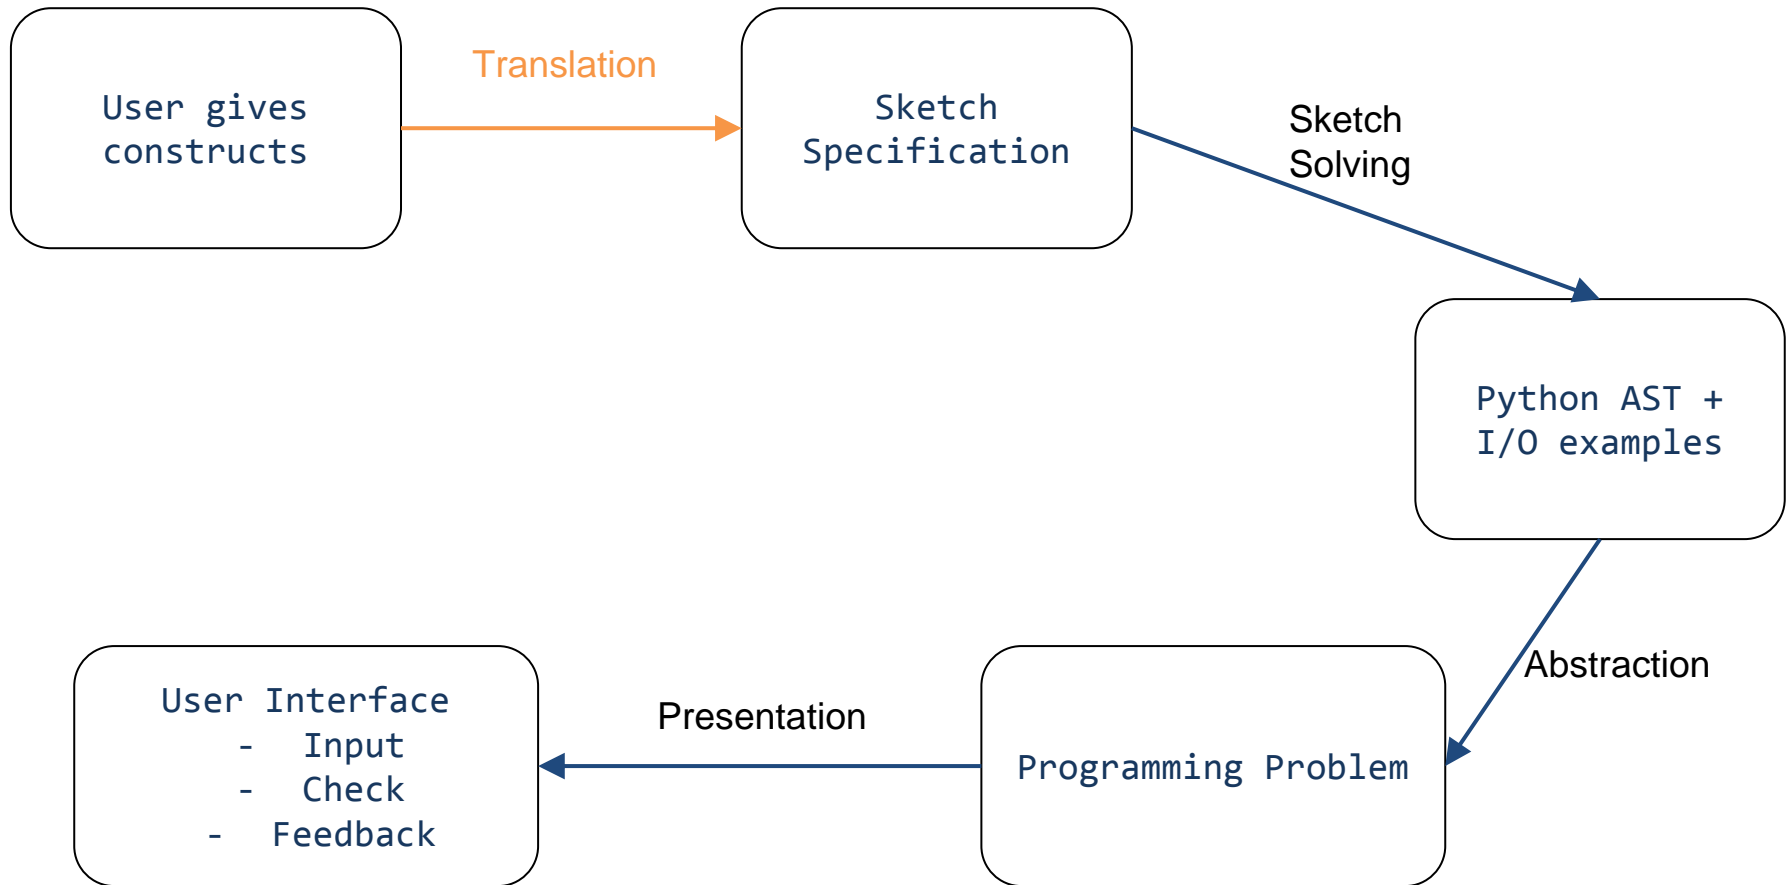 User gives
constructs
Translation
Sketch
Specification
Sketch
Solving
Python AST +
I/O examples
Abstraction
Programming Problem
Presentation
User Interface
- Input
- Check
- Feedback